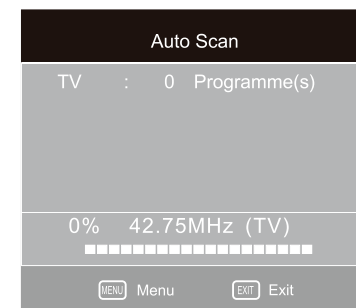 Auto Scan
TV : 0 Programme(s)
0% 42.75MHz (TV)
MENU Menu EXIT Exit